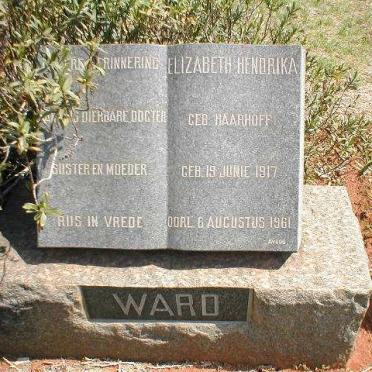 ERINNERING
DIERBARE DOGTER
SUSTER EN MOEDER
RUS IN VREDE
ELIZABETH HENDRIKA
GEB. HAARHOFF
GEB. 19 JUNIE 1917
OORL. 6 AUGUSTUS 1961
AVBOB
WARD